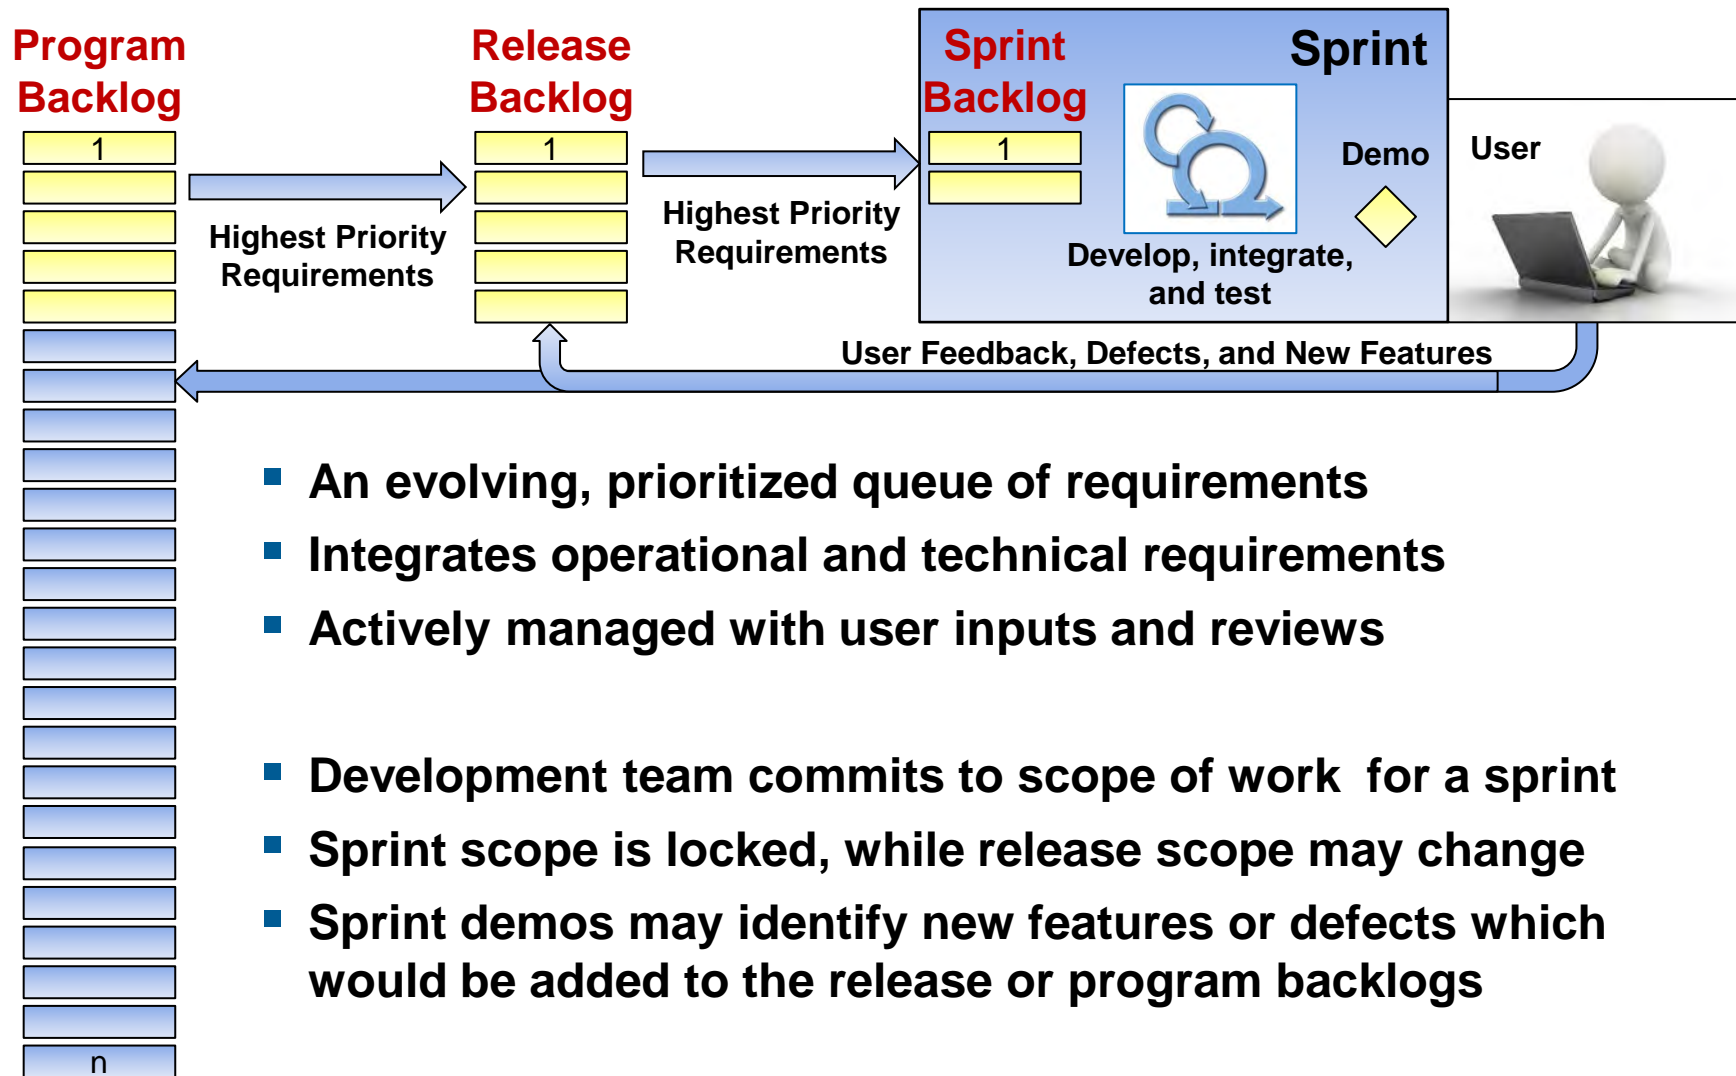 Program
Backlog
1
n
Highest Priority
Requirements
Release
Backlog
1
Highest Priority
Requirements
Sprint
Backlog
1
Sprint
Develop, integrate,
and test
Demo
User
User Feedback, Defects, and New Features
An evolving, prioritized queue of requirements
Integrates operational and technical requirements
Actively managed with user inputs and reviews
Development team commits to scope of work for a sprint
Sprint scope is locked, while release scope may change
Sprint demos may identify new features or defects which
would be added to the release or program backlogs